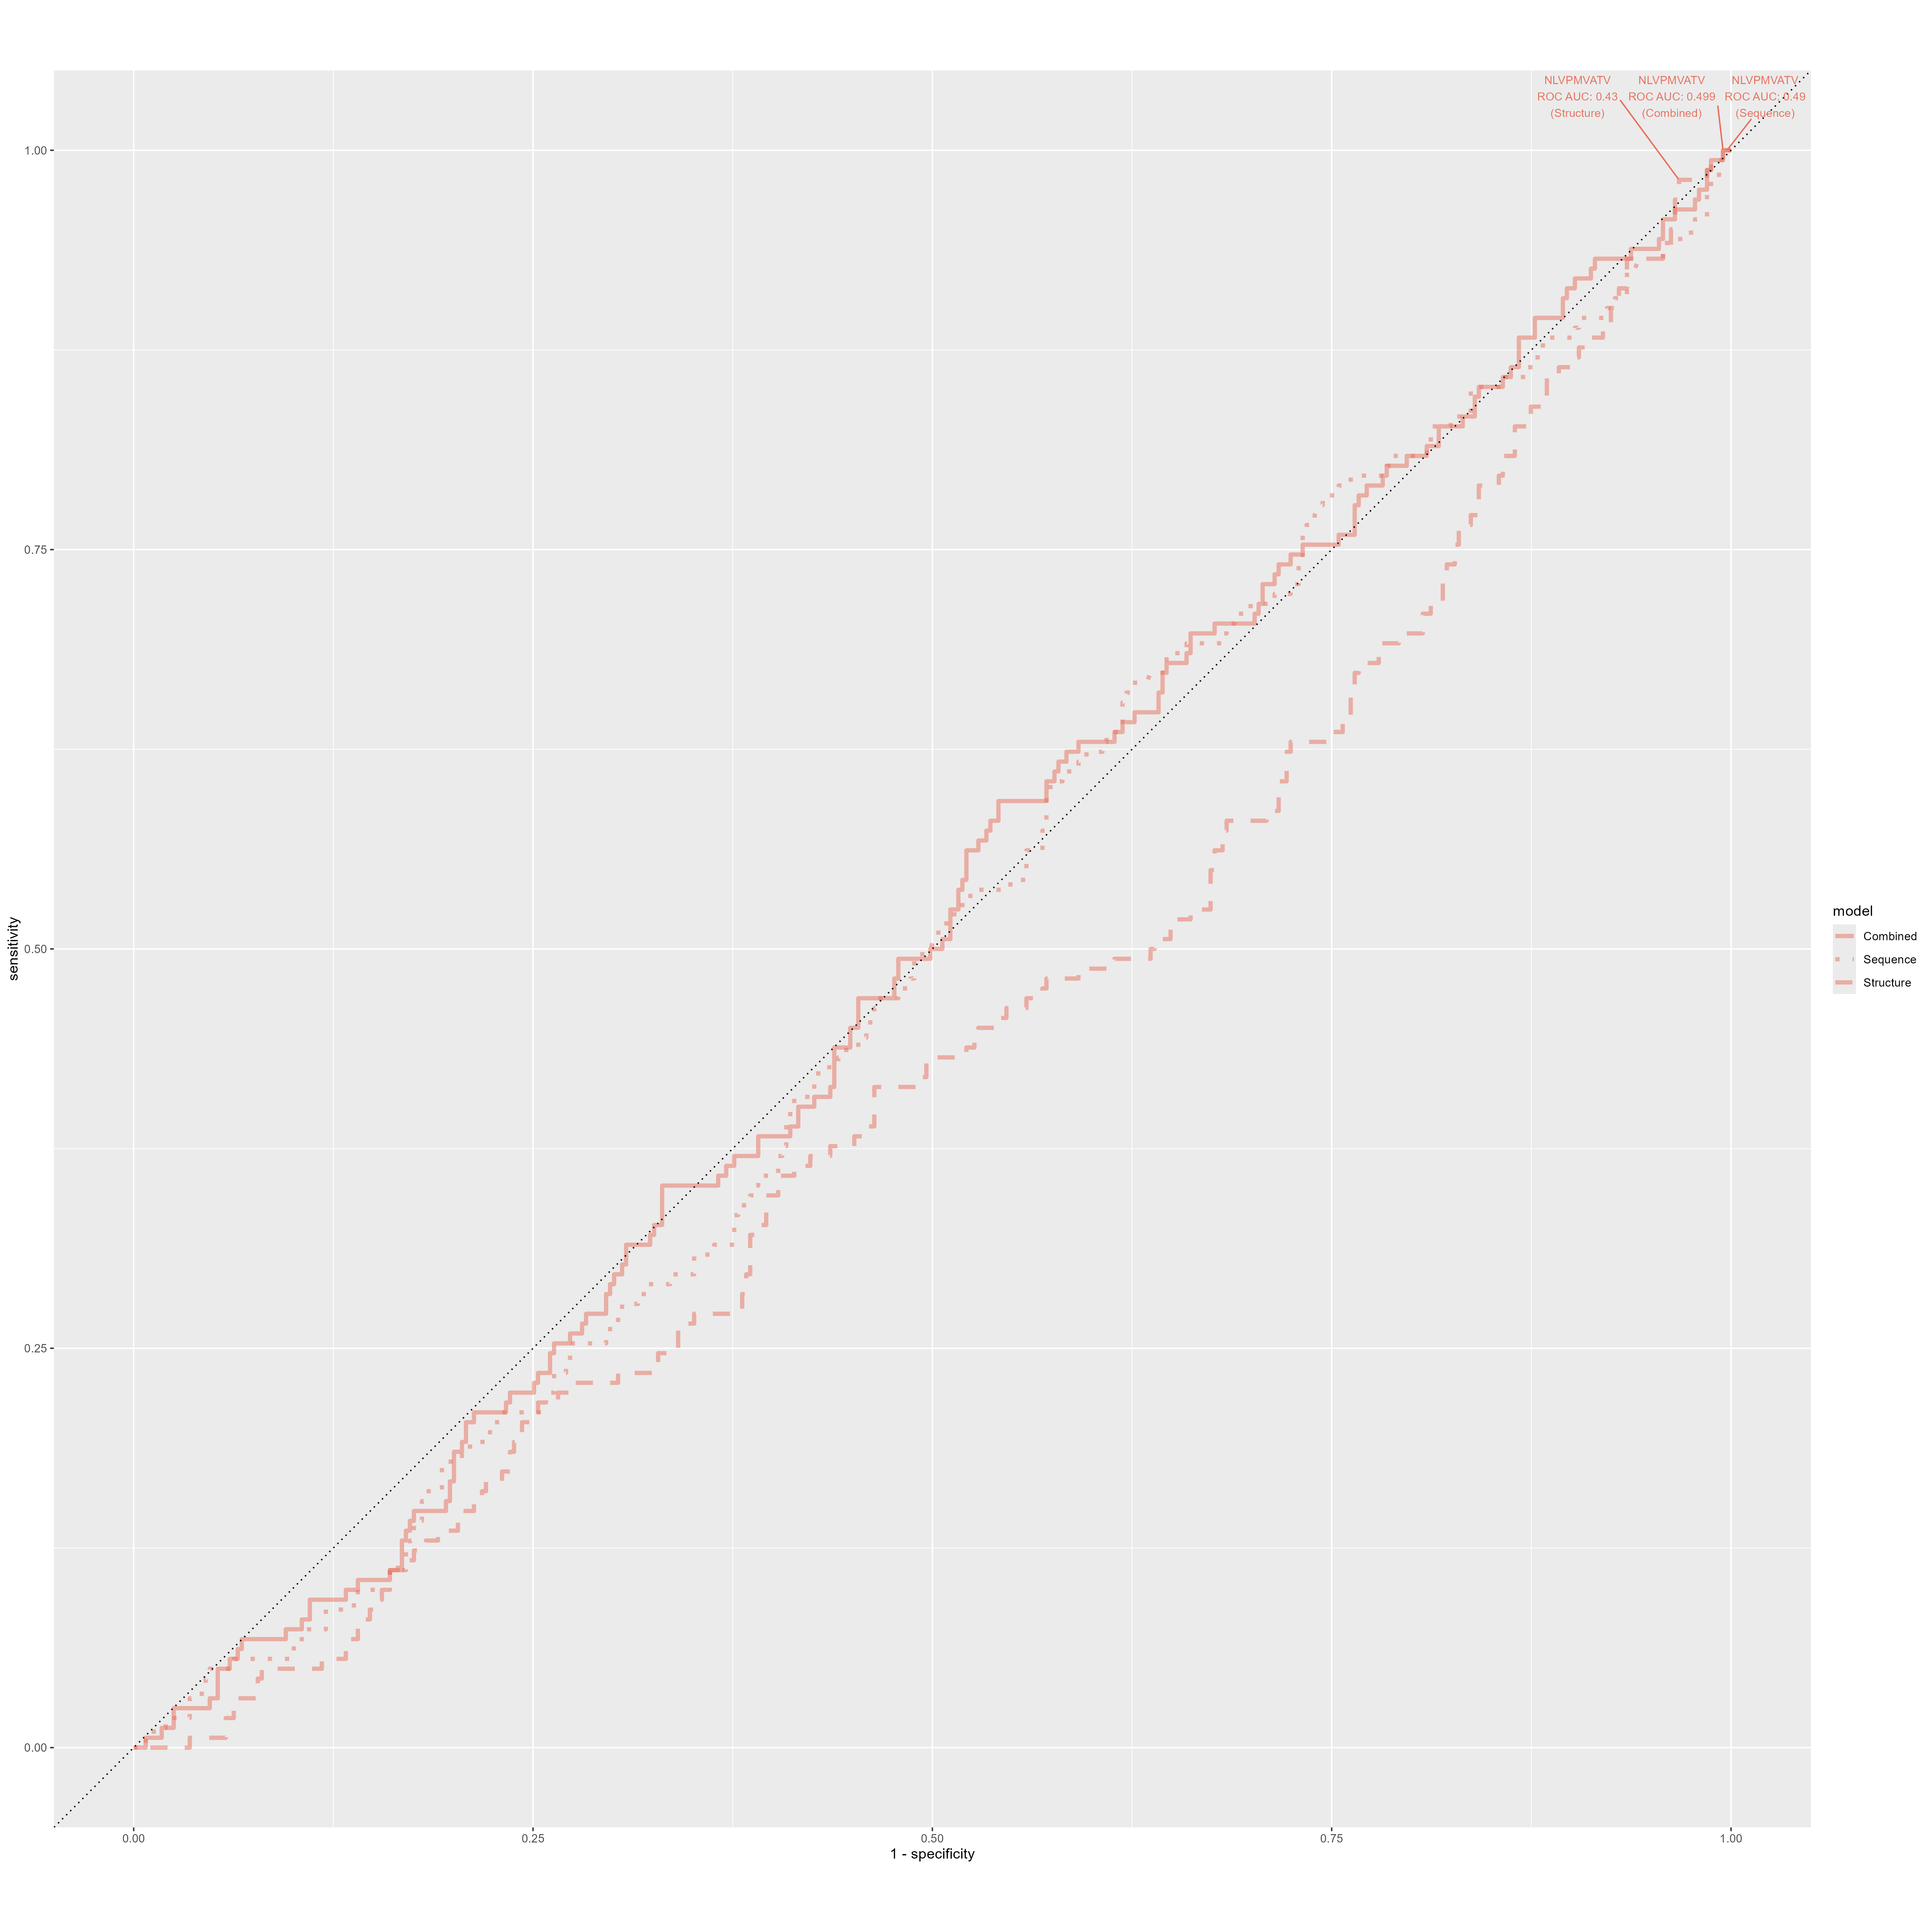 NLVPMVATV
ROC AUC: 0.43
(Structure)
NLVPMVATV
ROC AUC: 0.499
(Combined)
NLVPMVATV
ROC AUC: 0.49
(Sequence)
1.00
0.75
0.50
0.25
0.00
sensitivity
0.00
0.25
0.50
0.75
1.00
1 - specificity
model
Combined
Sequence
Structure